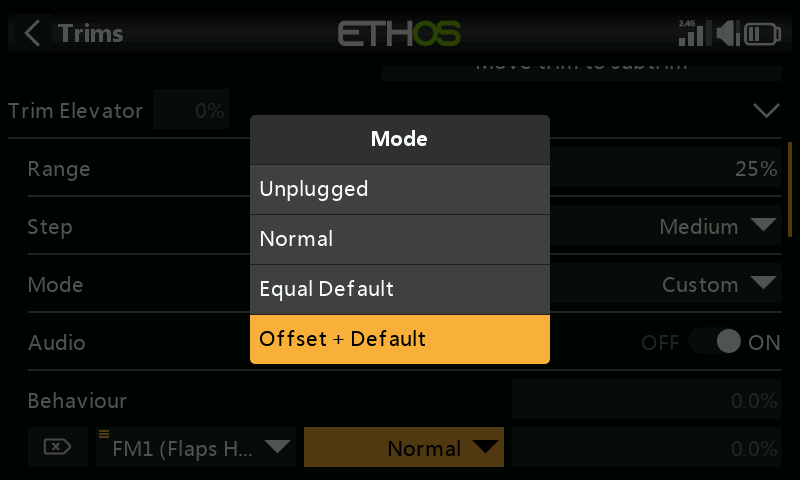 Trims
ETHOS
2.4G
Move trim to subtrim
Trim Elevator 0%
Mode
Unplugged
Normal
Equal Default
Offset + Default
Range 25%
Step Medium
Mode Custom
Audio OFF ON
Behaviour 0.0%
FM1 (Flaps H... Normal 0.0%